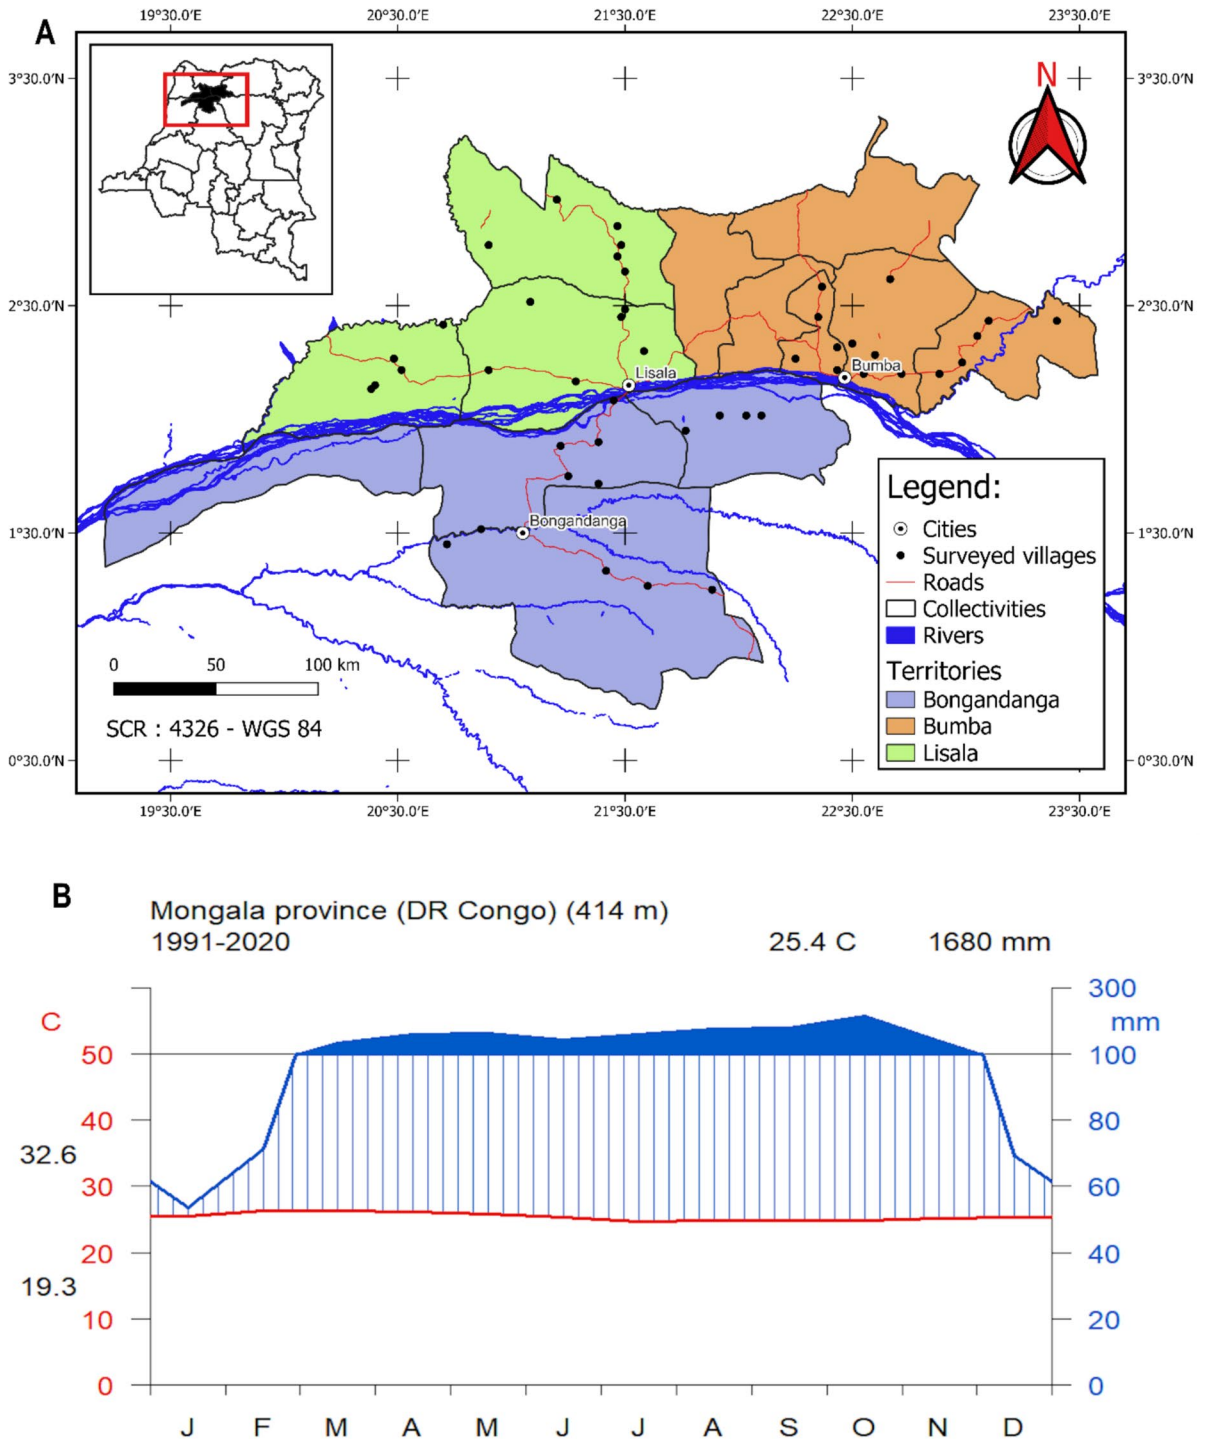 A
19°30.0'E 20°30.0'E 21°30.0'E 22°30.0'E 23°30.0'E
3°30.0'N 3°30.0'N
N
2°30.0'N 2°30.0'N
Lisala
Bumba
Bongandanga
1°30.0'N 1°30.0'N
0°30.0'N 0°30.0'N
Legend:
Cities
Surveyed villages
Roads
Collectivities
Rivers
Territories
Bongandanga
Bumba
Lisala
0 50 100 km
SCR : 4326 - WGS 84
19°30.0'E 20°30.0'E 21°30.0'E 22°30.0'E 23°30.0'E
B
Mongala province (DR Congo) (414 m)
1991-2020 25.4 C 1680 mm
300
C mm
50 100
40 80
32.6
30 60
20 40
19.3
10 20
0 0
J F M A M J J A S O N D